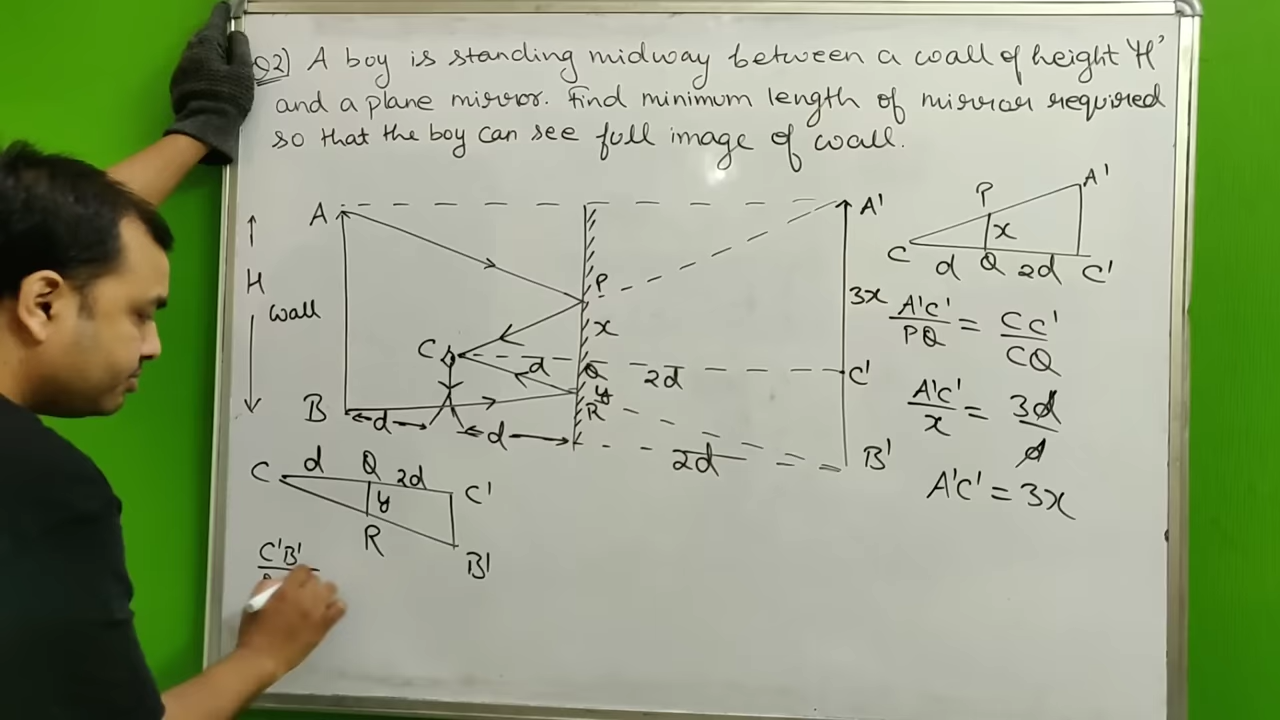 Q2) A boy is standing midway between a wall of height 'H'
and a plane mirror. Find minimum length of mirror required
so that the boy can see full image of wall.
A
A'
H
wall
P
x
C
d
Q
2d
C'
3x
y
R
B
d
d
2d
B'
P
A'
x
C
d
Q
2d
C'
A'C'/PQ = CC'/CQ
A'C'/x = 3d/d
A'C' = 3x
C
d
Q
2d
C'
y
R
B'
C'B'